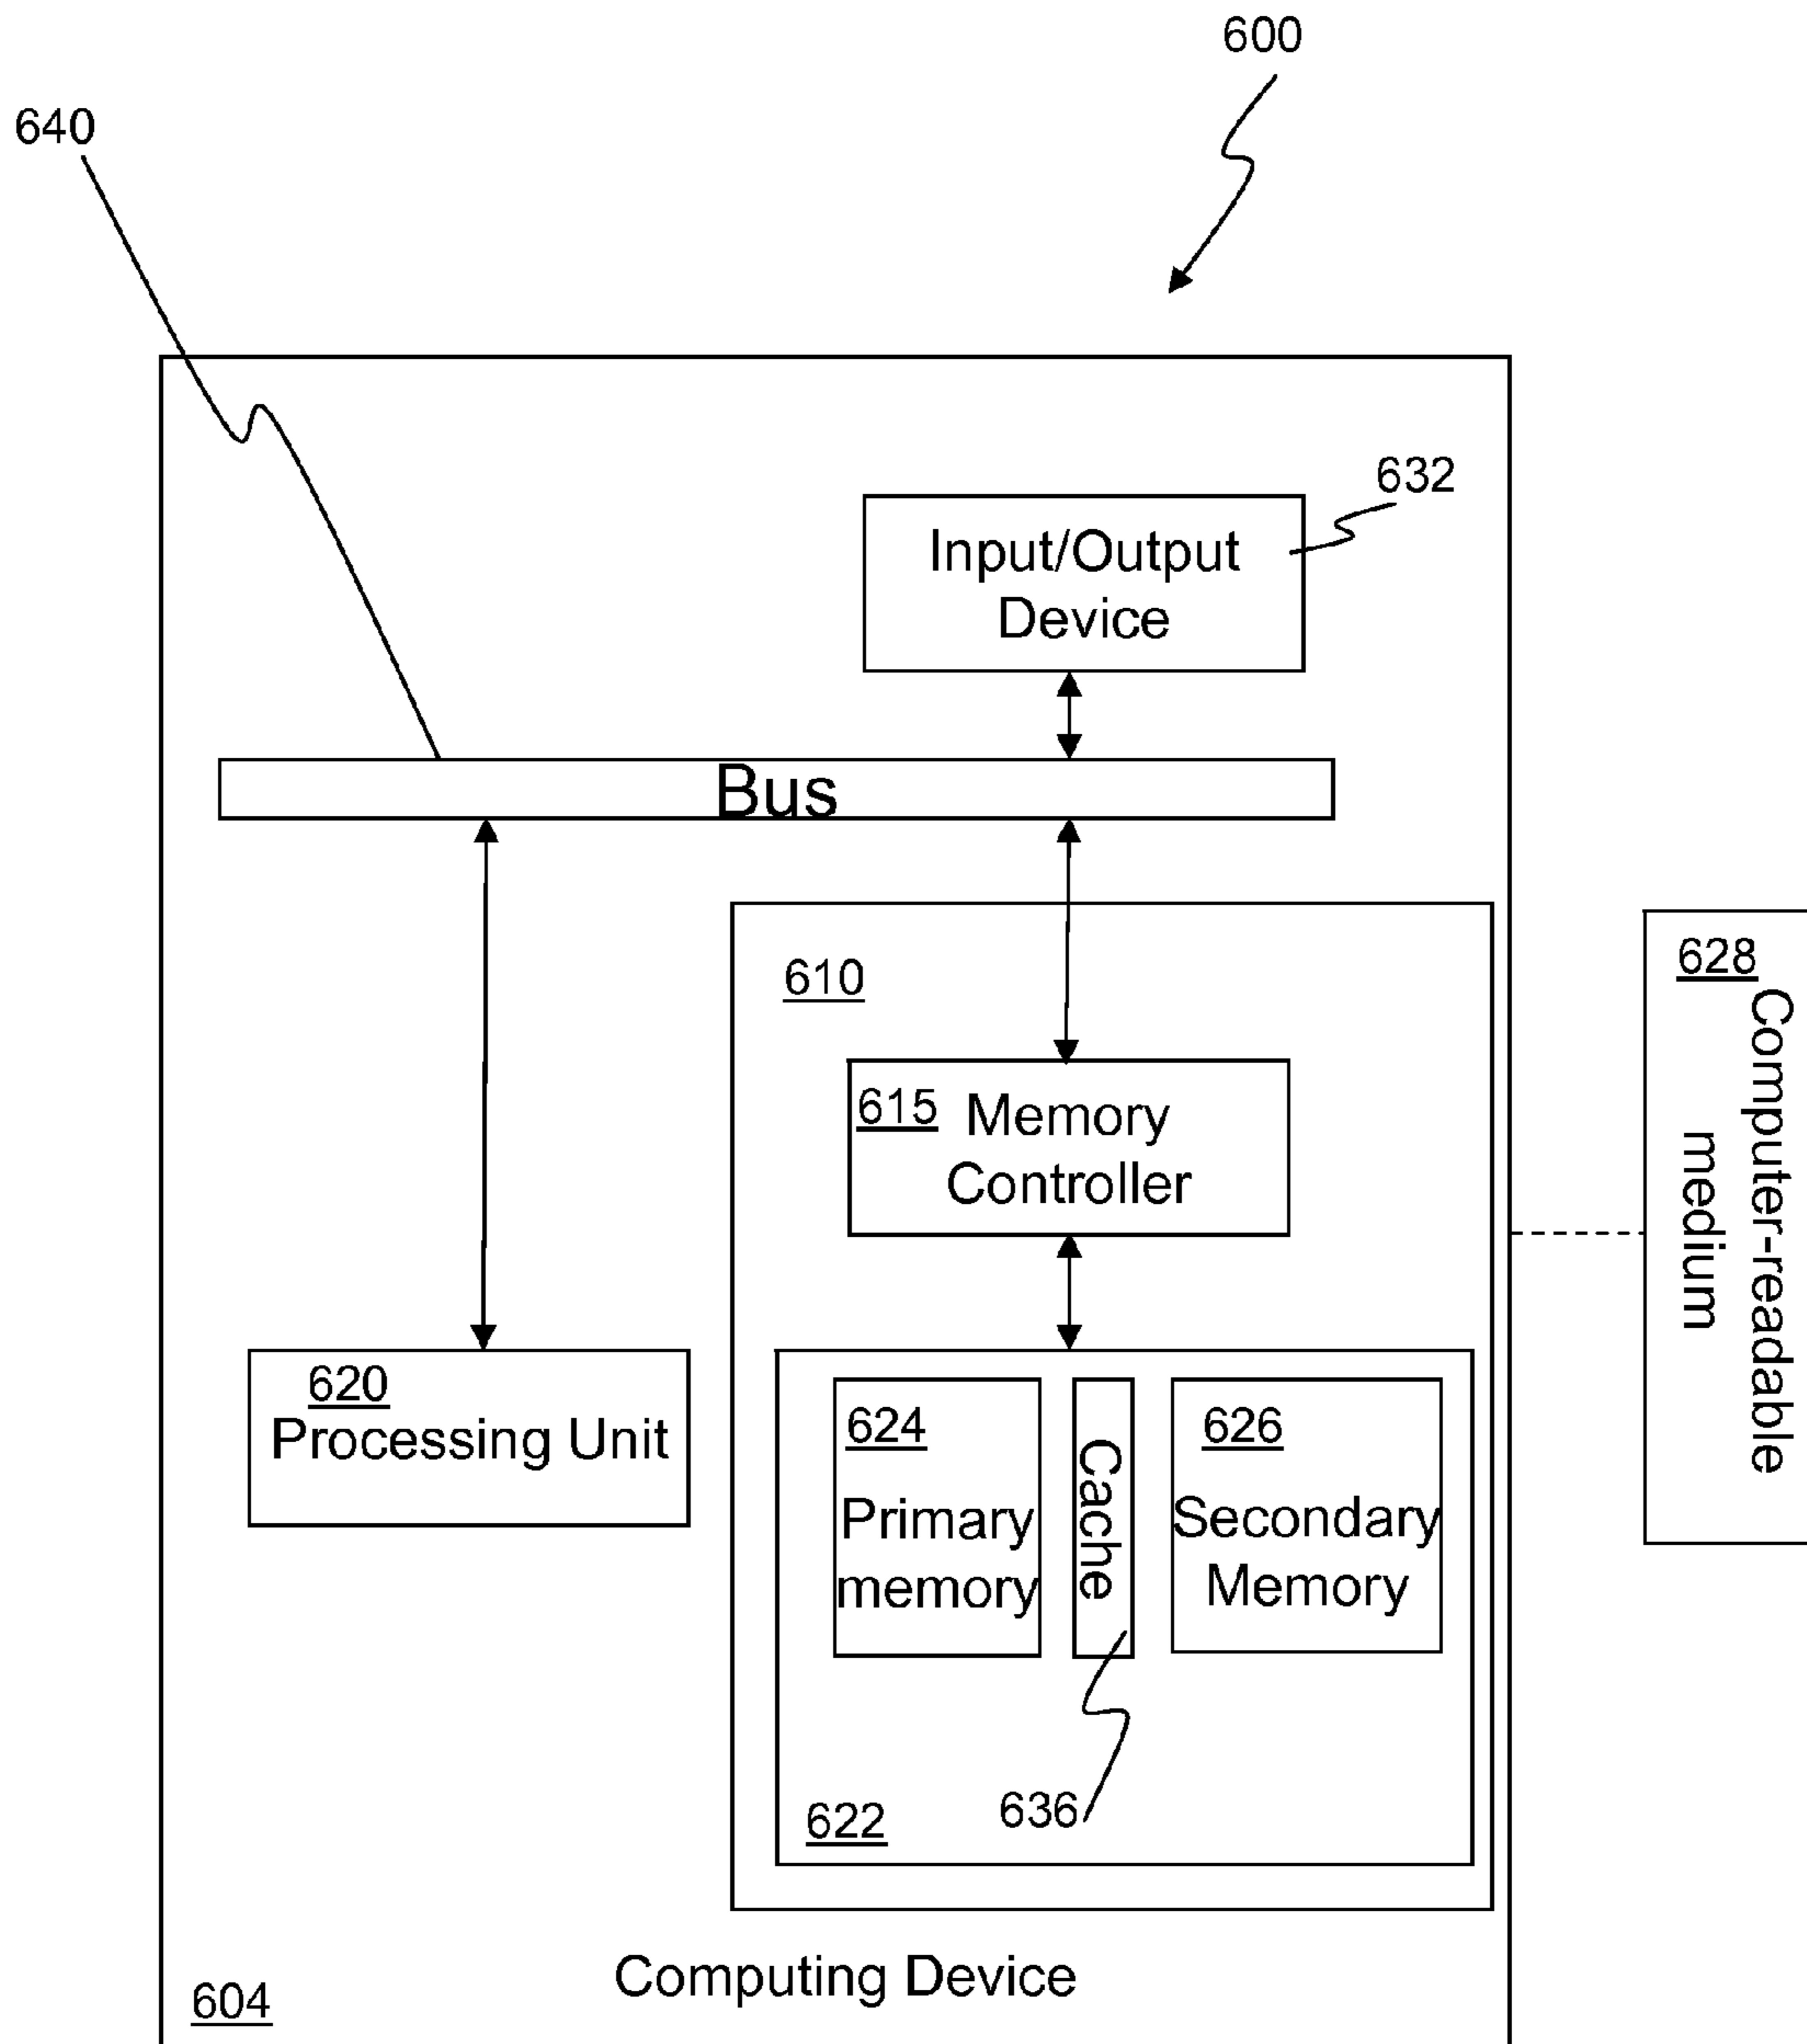 600
640
632
Input/Output
Device
Bus
610
628
Computer-readable
medium
615 Memory
Controller
620
Processing Unit
624
Primary
memory
Cache
626
Secondary
Memory
636
622
Computing Device
604